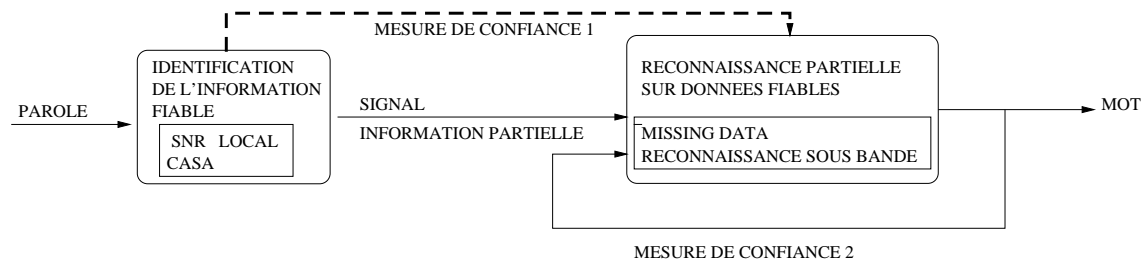 MESURE DE CONFIANCE 1
IDENTIFICATION
DE L'INFORMATION
FIABLE
SNR LOCAL
CASA
PAROLE
SIGNAL
INFORMATION PARTIELLE
RECONNAISSANCE PARTIELLE
SUR DONNEES FIABLES
MISSING DATA
RECONNAISSANCE SOUS BANDE
MOT
MESURE DE CONFIANCE 2